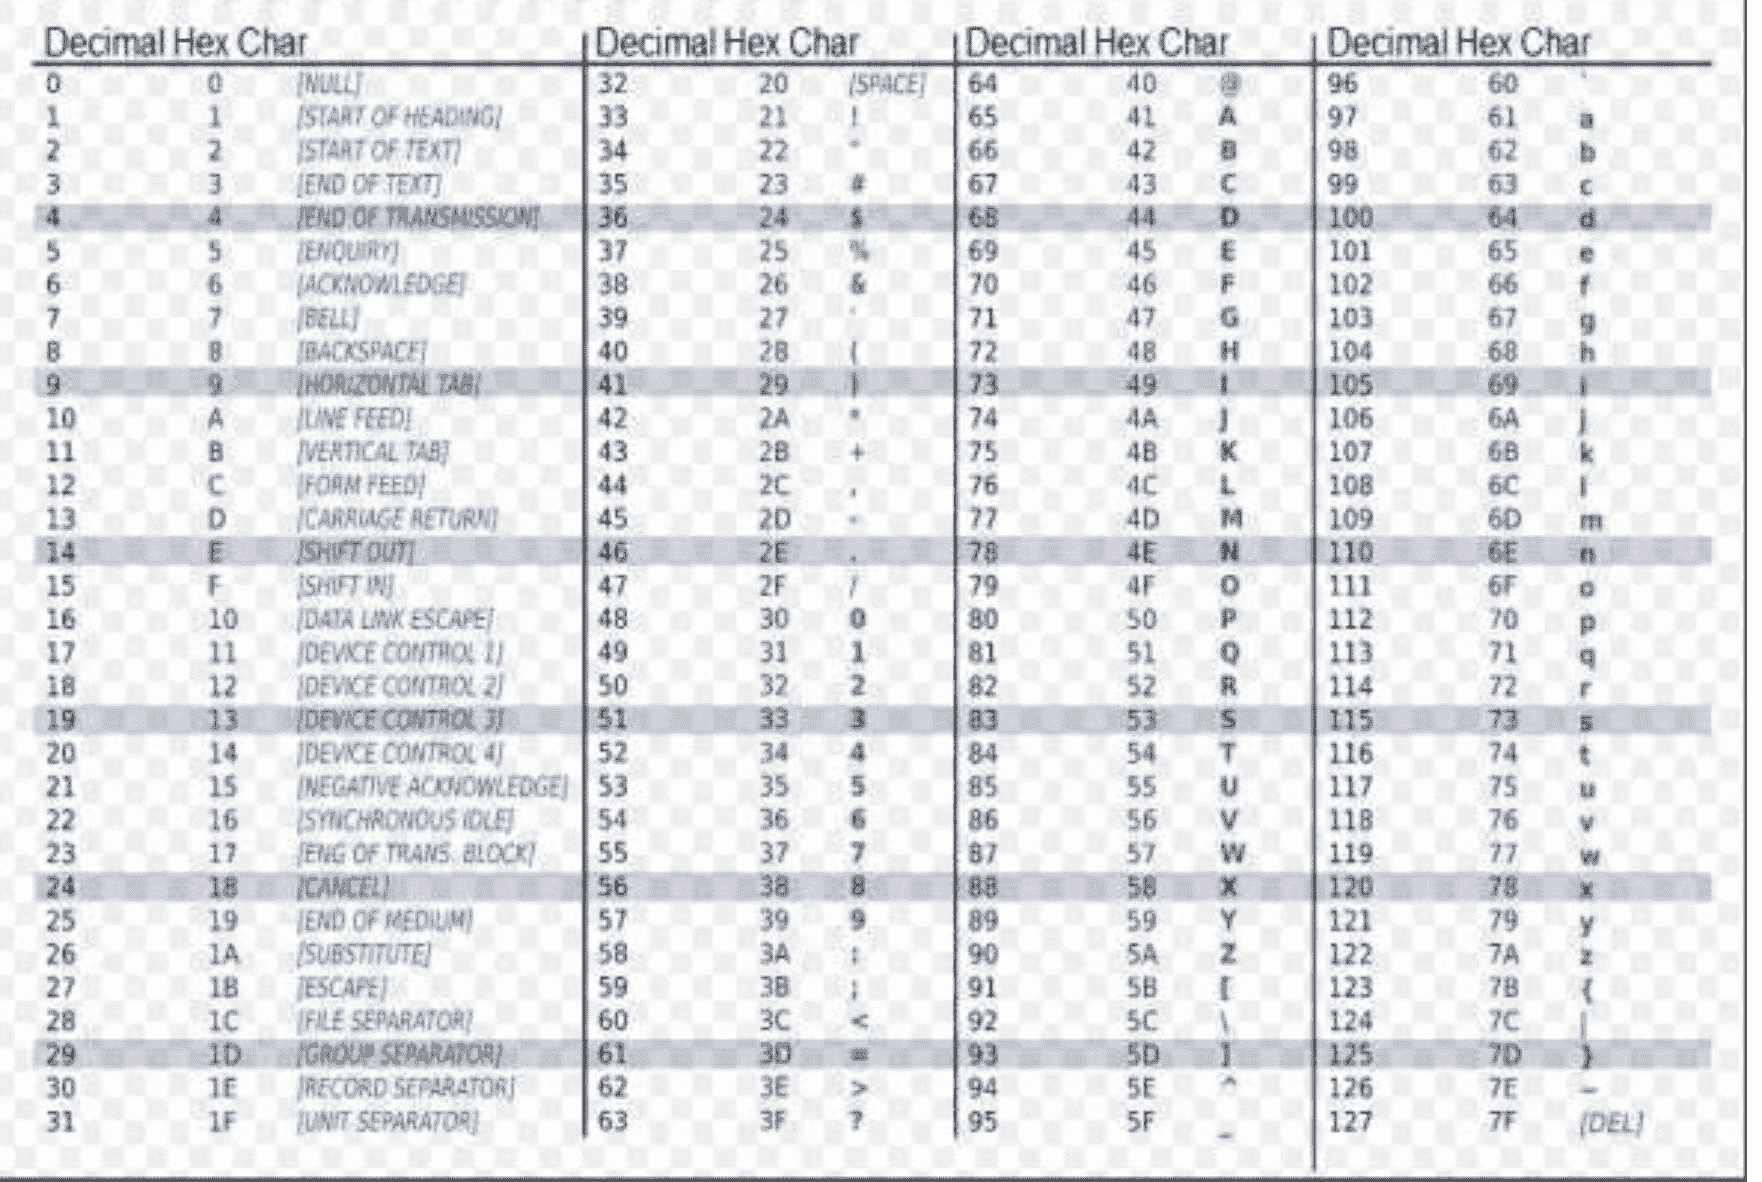 Decimal Hex Char Decimal Hex Char Decimal Hex Char Decimal Hex Char
0 0 [NULL] 32 20 [SPACE] 64 40 @ 96 60 `
1 1 [START OF HEADING] 33 21 ! 65 41 A 97 61 a
2 2 [START OF TEXT] 34 22 " 66 42 B 98 62 b
3 3 [END OF TEXT] 35 23 # 67 43 C 99 63 c
4 4 [END OF TRANSMISSION] 36 24 $ 68 44 D 100 64 d
5 5 [ENQUIRY] 37 25 % 69 45 E 101 65 e
6 6 [ACKNOWLEDGE] 38 26 & 70 46 F 102 66 f
7 7 [BELL] 39 27 ' 71 47 G 103 67 g
8 8 [BACKSPACE] 40 28 ( 72 48 H 104 68 h
9 9 [HORIZONTAL TAB] 41 29 ) 73 49 I 105 69 i
10 A [LINE FEED] 42 2A * 74 4A J 106 6A j
11 B [VERTICAL TAB] 43 2B + 75 4B K 107 6B k
12 C [FORM FEED] 44 2C , 76 4C L 108 6C l
13 D [CARRIAGE RETURN] 45 2D - 77 4D M 109 6D m
14 E [SHIFT OUT] 46 2E . 78 4E N 110 6E n
15 F [SHIFT IN] 47 2F / 79 4F O 111 6F o
16 10 [DATA LINK ESCAPE] 48 30 0 80 50 P 112 70 p
17 11 [DEVICE CONTROL 1] 49 31 1 81 51 Q 113 71 q
18 12 [DEVICE CONTROL 2] 50 32 2 82 52 R 114 72 r
19 13 [DEVICE CONTROL 3] 51 33 3 83 53 S 115 73 s
20 14 [DEVICE CONTROL 4] 52 34 4 84 54 T 116 74 t
21 15 [NEGATIVE ACKNOWLEDGE] 53 35 5 85 55 U 117 75 u
22 16 [SYNCHRONOUS IDLE] 54 36 6 86 56 V 118 76 v
23 17 [ENG OF TRANS. BLOCK] 55 37 7 87 57 W 119 77 w
24 18 [CANCEL] 56 38 8 88 58 X 120 78 x
25 19 [END OF MEDIUM] 57 39 9 89 59 Y 121 79 y
26 1A [SUBSTITUTE] 58 3A : 90 5A Z 122 7A z
27 1B [ESCAPE] 59 3B ; 91 5B [ 123 7B {
28 1C [FILE SEPARATOR] 60 3C < 92 5C \ 124 7C |
29 1D [GROUP SEPARATOR] 61 3D = 93 5D ] 125 7D }
30 1E [RECORD SEPARATOR] 62 3E > 94 5E ^ 126 7E ~
31 1F [UNIT SEPARATOR] 63 3F ? 95 5F _ 127 7F [DEL]